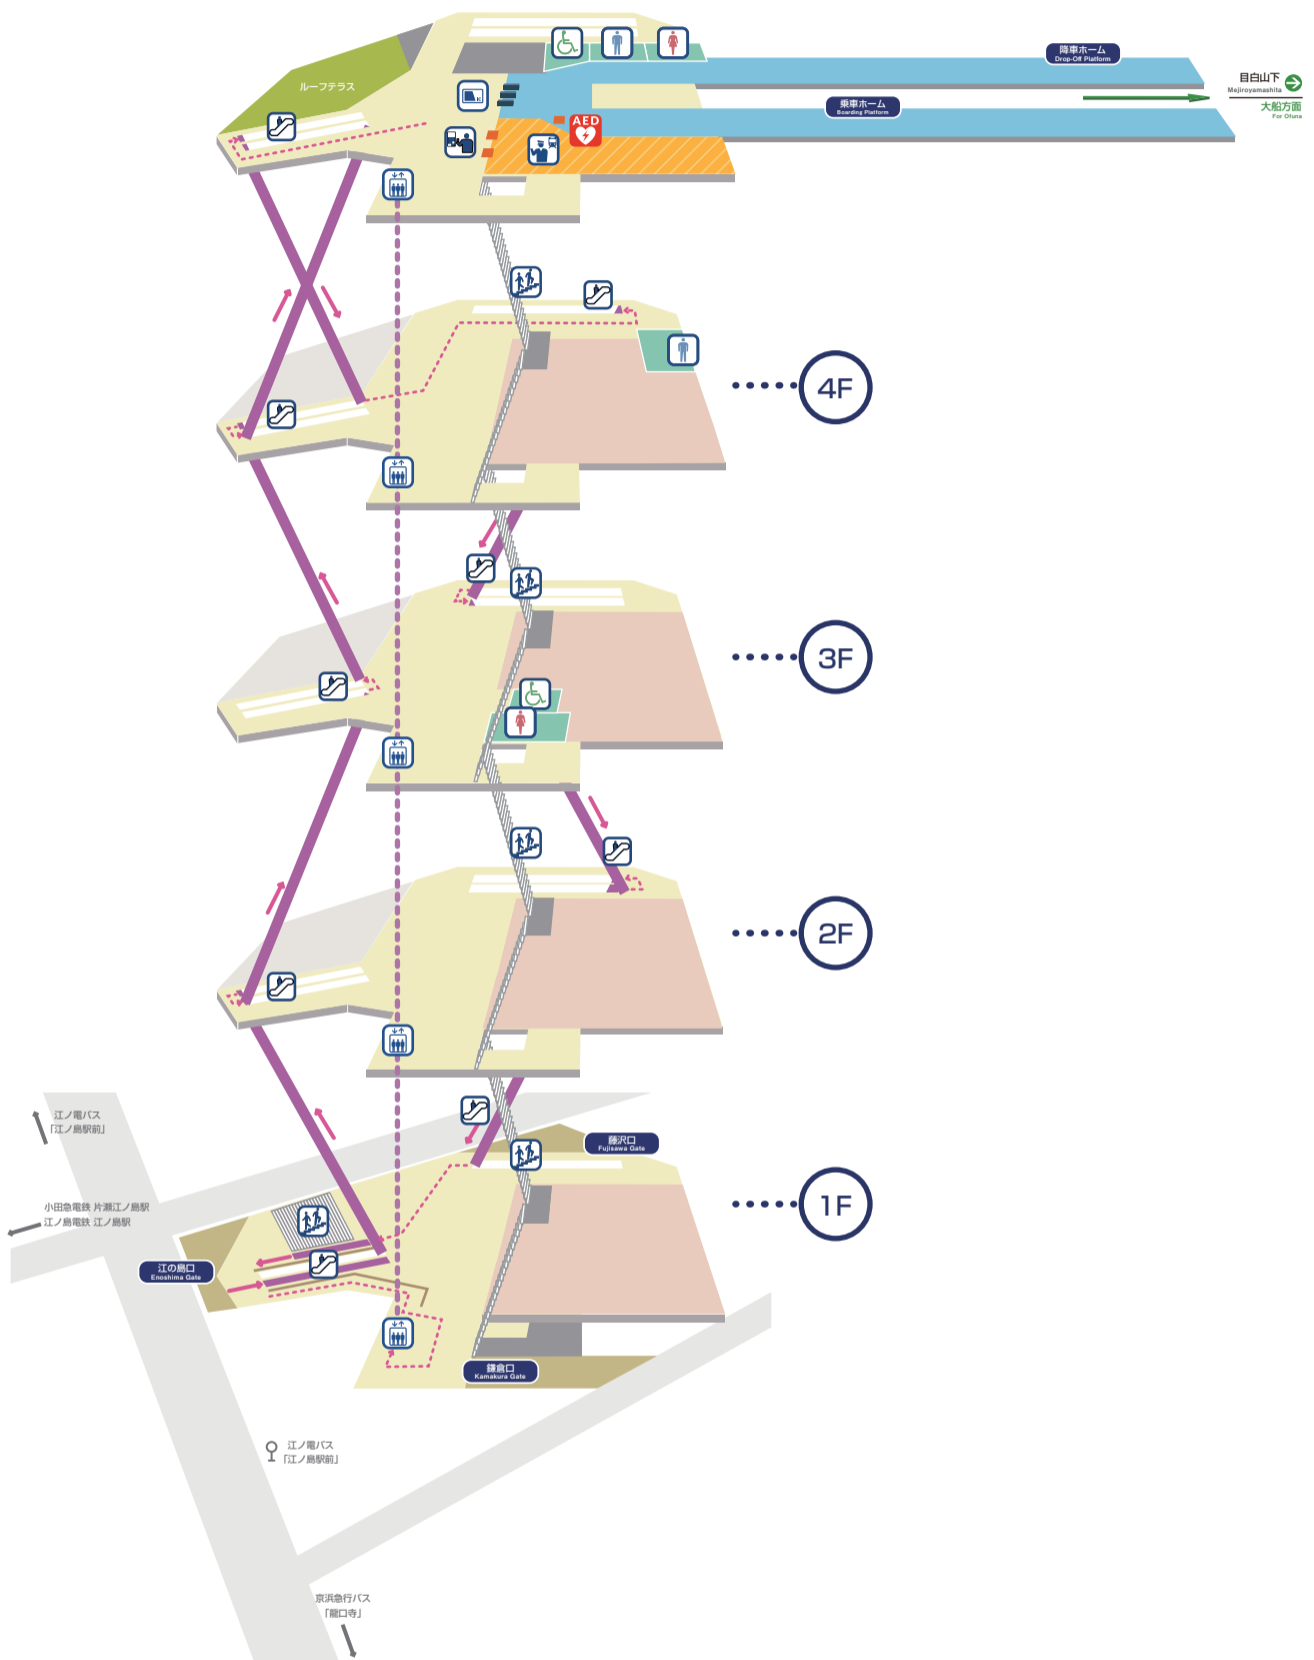 降車ホーム
Drop-Off Platform
ルーフテラス
目白山下
Mejiroyamashita
大船方面
For Ofuna
乗車ホーム
Boarding Platform
AED
4F
3F
2F
江ノ電バス
「江ノ島駅前」
藤沢口
Fujisawa Gate
小田急電鉄 片瀬江ノ島駅
江ノ島電鉄 江ノ島駅
1F
江の島口
Enoshima Gate
鎌倉口
Kamakura Gate
江ノ電バス
「江ノ島駅前」
京浜急行バス
「龍口寺」